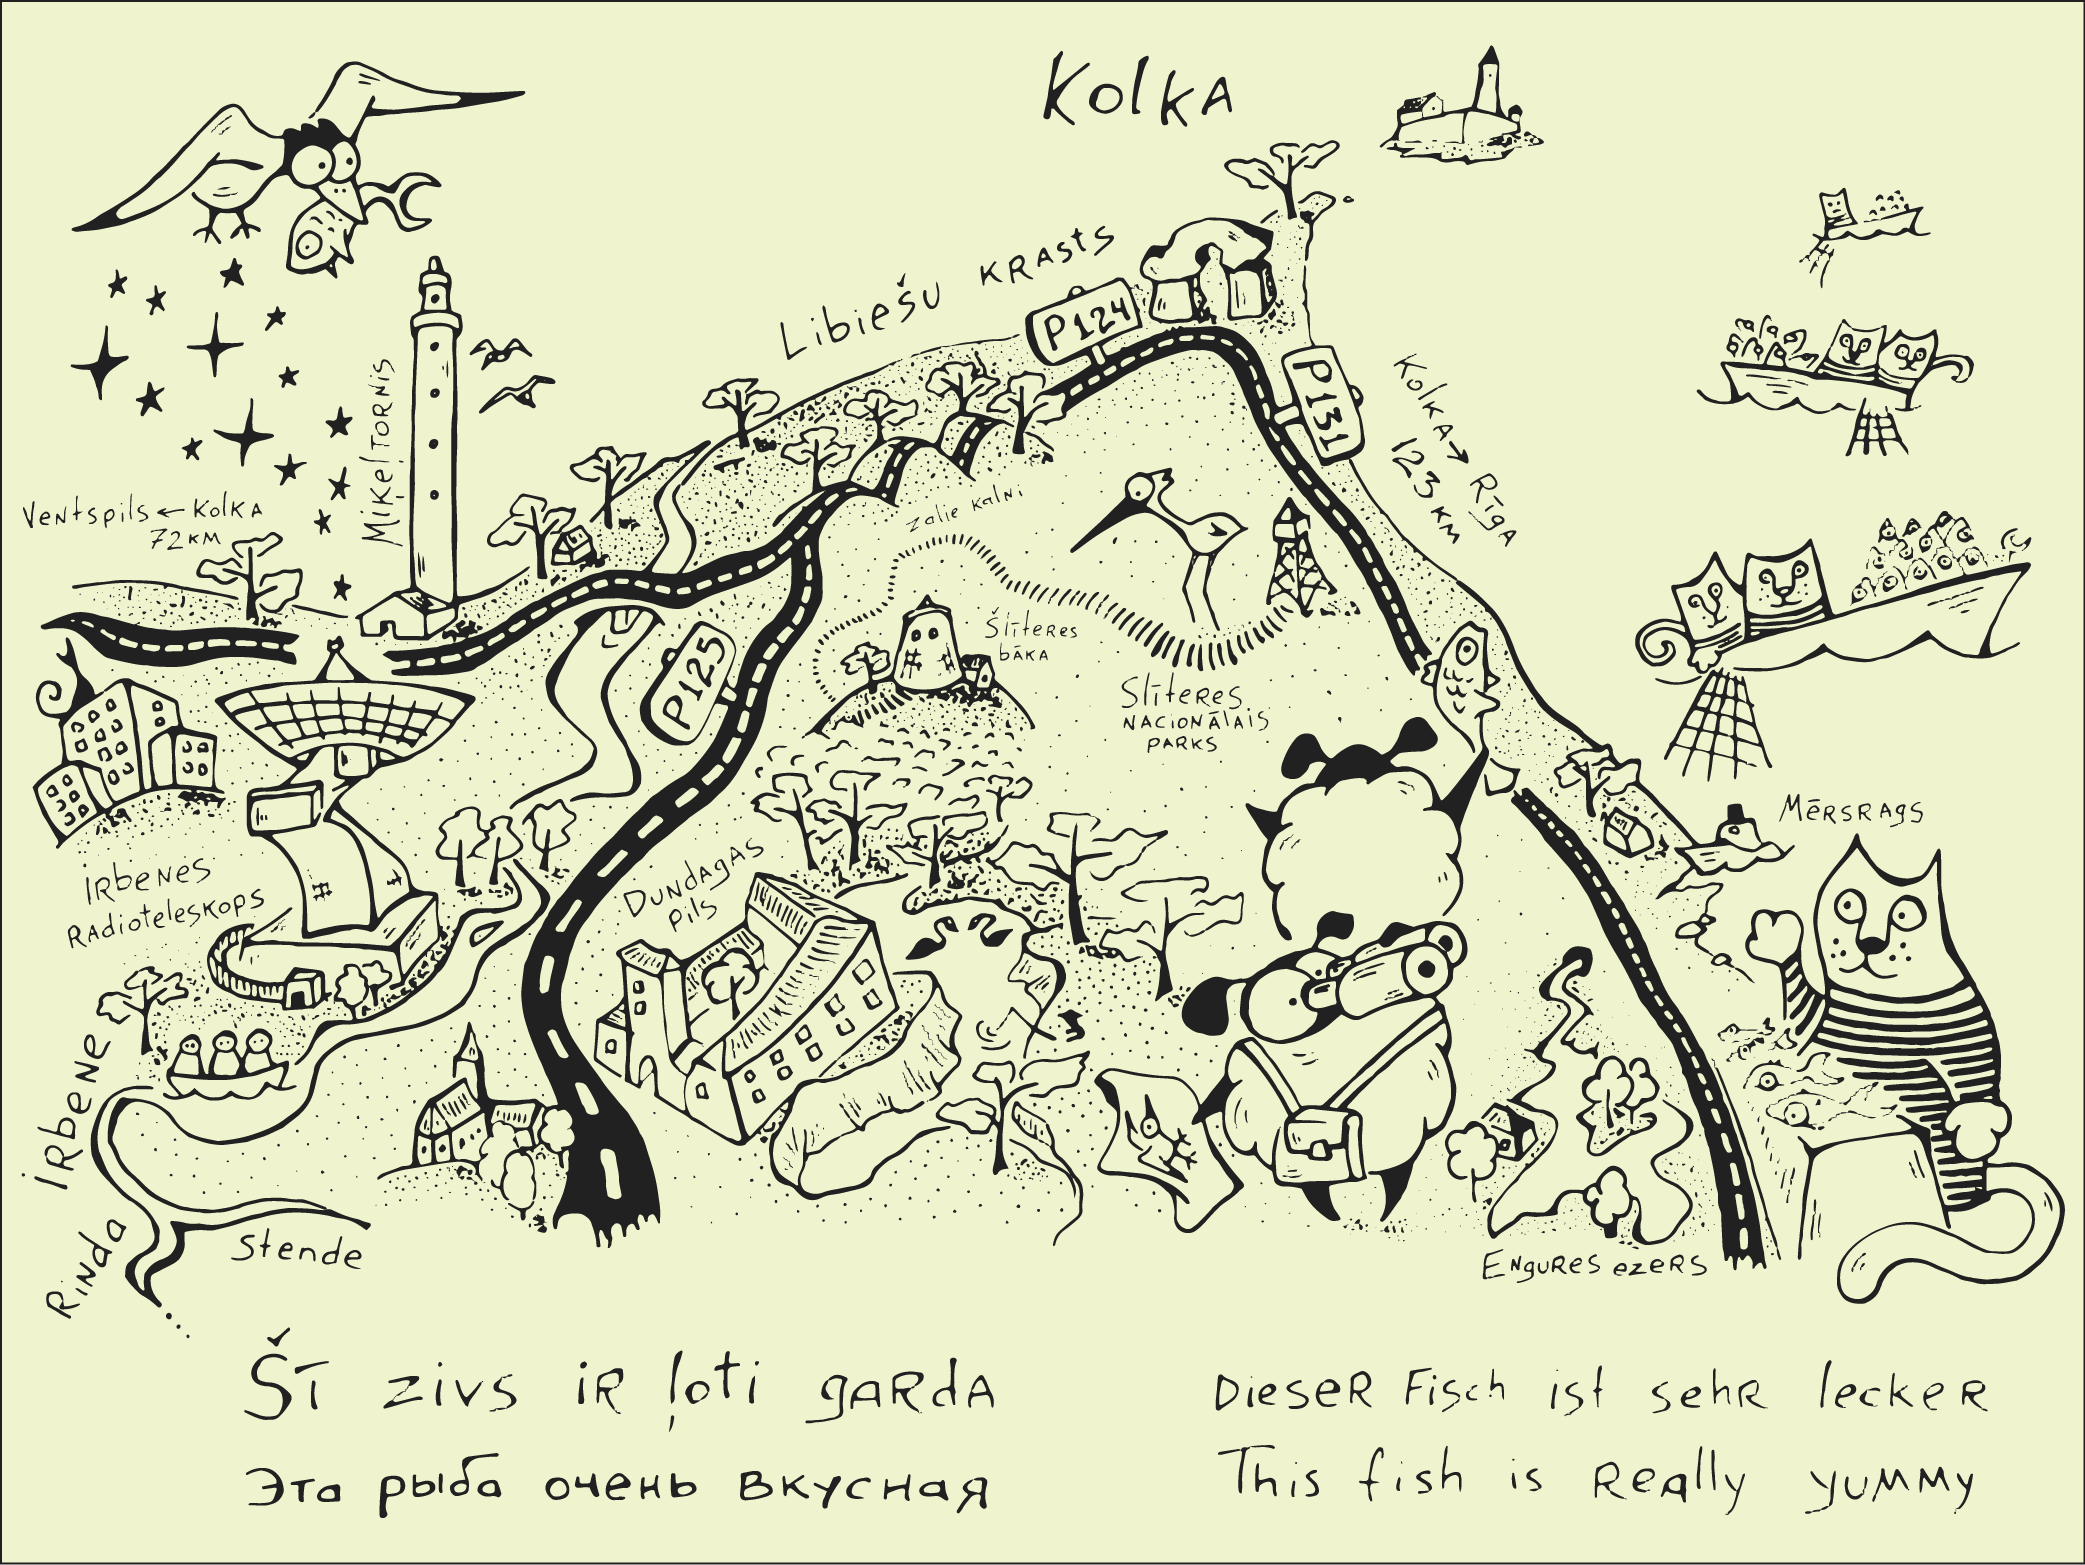 Kolka
Lībiešu krasts
P124
P131
Kolka → Rīga
123 km
Miķeļtornis
Ventspils ← Kolka
72 km
zaļie kalni
Šlīteres
bāka
P125
Slīteres
nacionālais
parks
Mērsrags
Irbenes
Radioteleskops
Dundagas
pils
Irbene
Rinda
Stende
Engures ezers
Šī zivs ir ļoti garda
Эта рыба очень вкусная
Dieser Fisch ist sehr lecker
This fish is really yummy